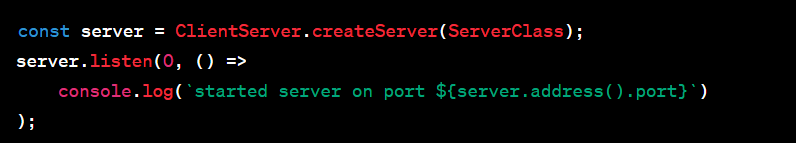 const server = ClientServer.createServer(ServerClass);
server.listen(0, () =>
    console.log(`started server on port ${server.address().port}`)
);